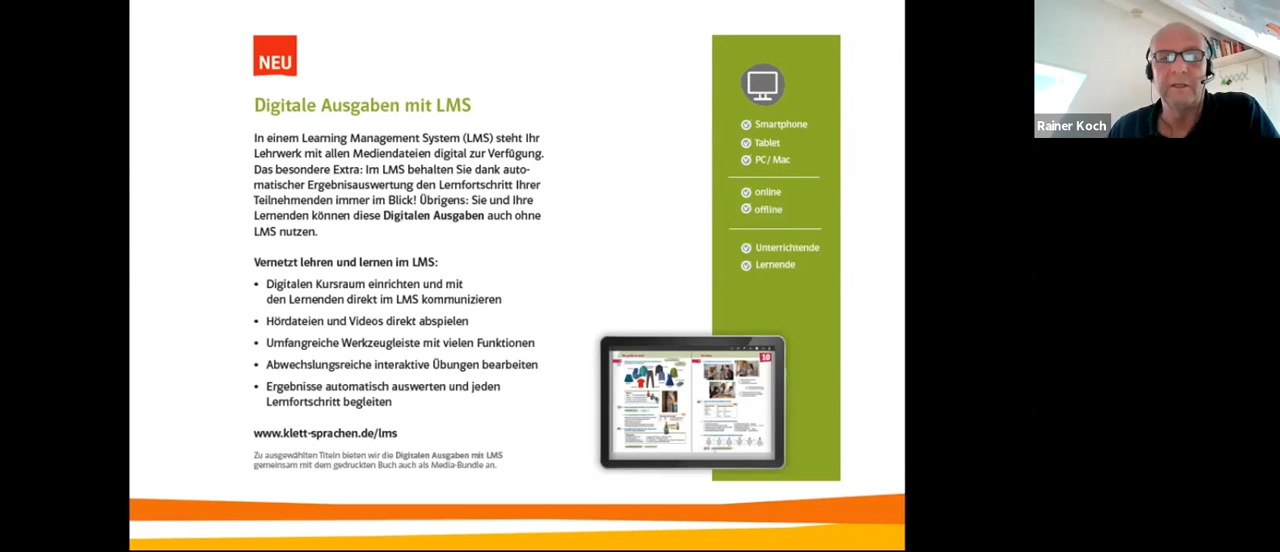 NEU
Digitale Ausgaben mit LMS
In einem Learning Management System (LMS) steht Ihr
Lehrwerk mit allen Mediendateien digital zur Verfügung.
Das besondere Extra: Im LMS behalten Sie dank auto-
matischer Ergebnisauswertung den Lernfortschritt Ihrer
Teilnehmenden immer im Blick! Übrigens: Sie und Ihre
Lernenden können diese Digitalen Ausgaben auch ohne
LMS nutzen.
Vernetzt lehren und lernen im LMS:
• Digitalen Kursraum einrichten und mit
den Lernenden direkt im LMS kommunizieren
• Hördateien und Videos direkt abspielen
• Umfangreiche Werkzeugleiste mit vielen Funktionen
• Abwechslungsreiche interaktive Übungen bearbeiten
• Ergebnisse automatisch auswerten und jeden
Lernfortschritt begleiten
www.klett-sprachen.de/lms
Zu ausgewählten Titeln bieten wir die Digitalen Ausgaben mit LMS
gemeinsam mit dem gedruckten Buch auch als Media-Bundle an.
Smartphone
Tablet
PC/Mac
online
offline
Unterrichtende
Lernende
10
Rainer Koch